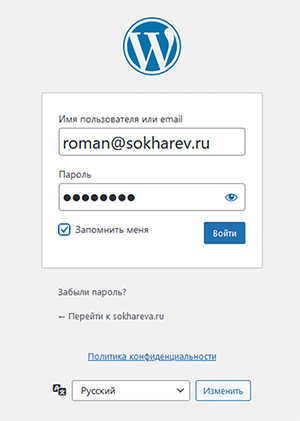 Имя пользователя или email
roman@sokharev.ru
Пароль
●●●●●●●●
Запомнить меня
Войти
Забыли пароль?
← Перейти к sokhareva.ru
Политика конфиденциальности
Русский
Изменить